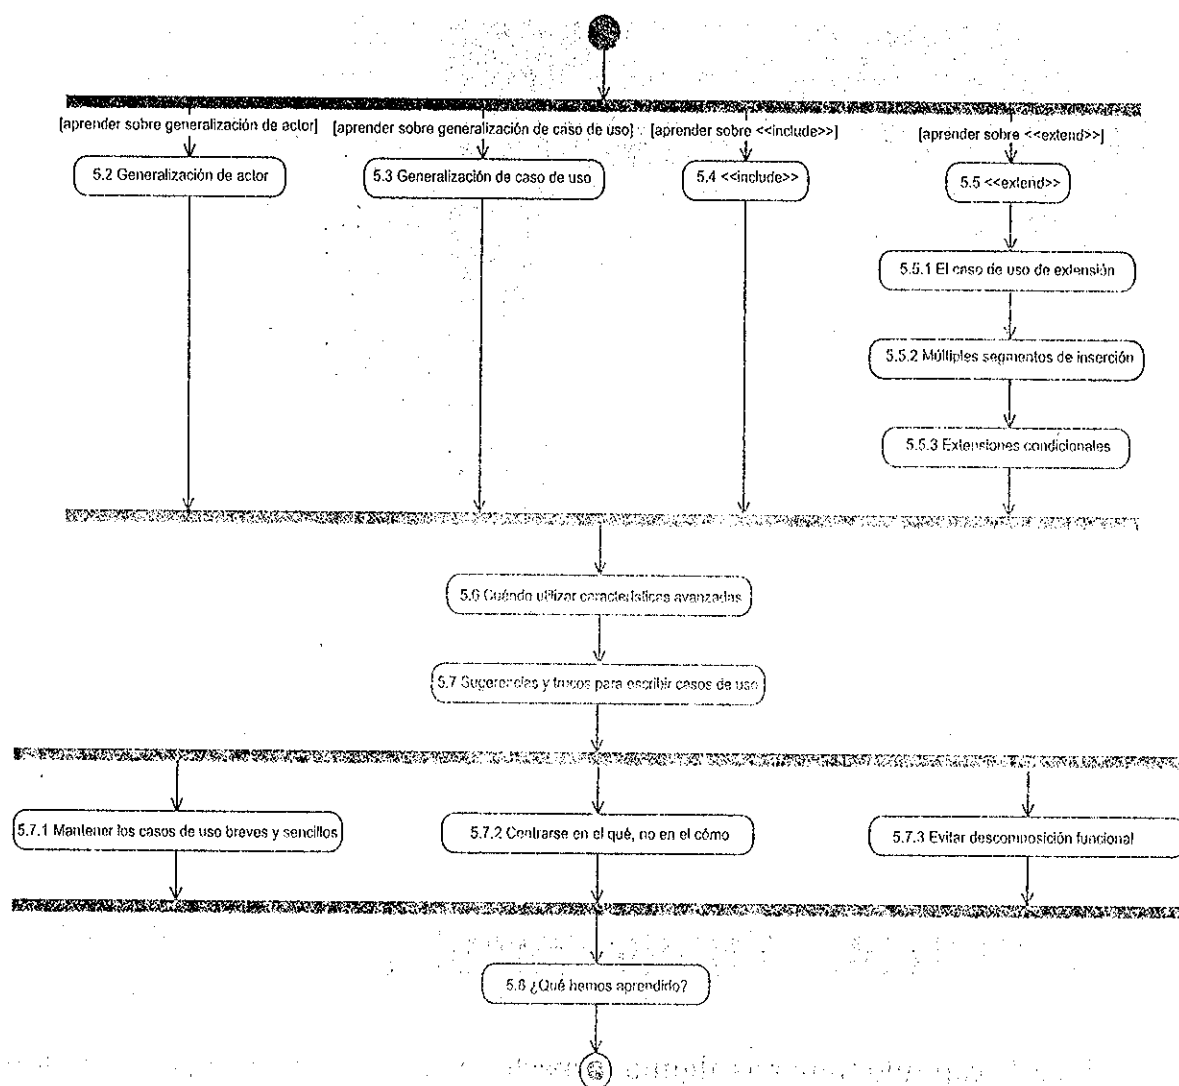 [aprender sobre generalización de actor]
[aprender sobre generalización de caso de uso]
[aprender sobre <<include>>]
[aprender sobre <<extend>>]
5.2 Generalización de actor
5.3 Generalización de caso de uso
5.4 <<include>>
5.5 <<extend>>
5.5.1 El caso de uso de extensión
5.5.2 Múltiples segmentos de inserción
5.5.3 Extensiones condicionales
5.6 Cuándo utilizar características avanzadas
5.7 Sugerencias y trucos para escribir casos de uso
5.7.1 Mantener los casos de uso breves y sencillos
5.7.2 Centrarse en el qué, no en el cómo
5.7.3 Evitar descomposición funcional
5.8 ¿Qué hemos aprendido?